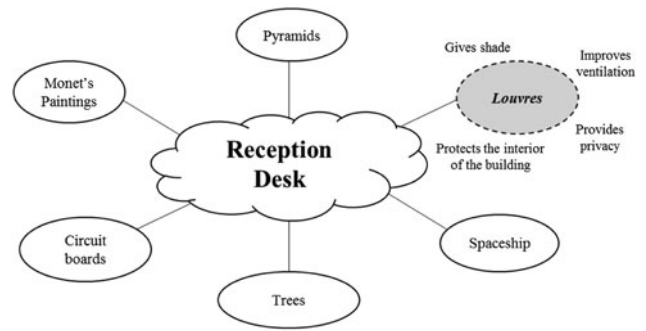 Pyramids
Gives shade
Improves
ventilation
Monet's
Paintings
Louvres
Provides
privacy
Protects the interior
of the building
Reception
Desk
Circuit
boards
Spaceship
Trees